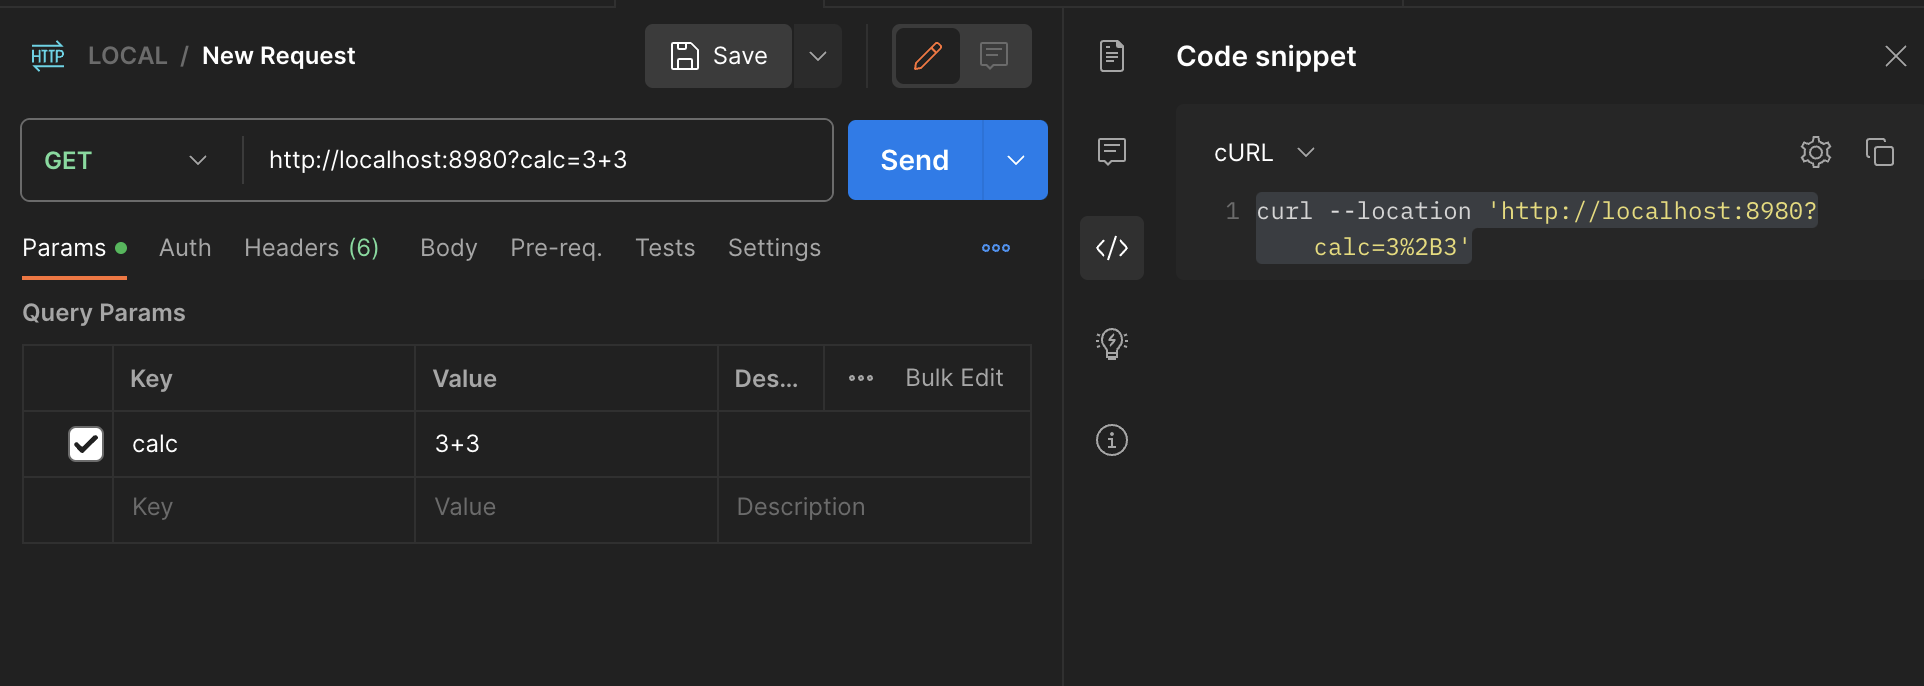 HTTP LOCAL / New Request
Save
GET
http://localhost:8980?calc=3+3
Send
Params Auth Headers (6) Body Pre-req. Tests Settings
Query Params
Key Value Des... Bulk Edit
calc 3+3
Key Value Description
Code snippet
cURL
1 curl --location 'http://localhost:8980?
calc=3%2B3'